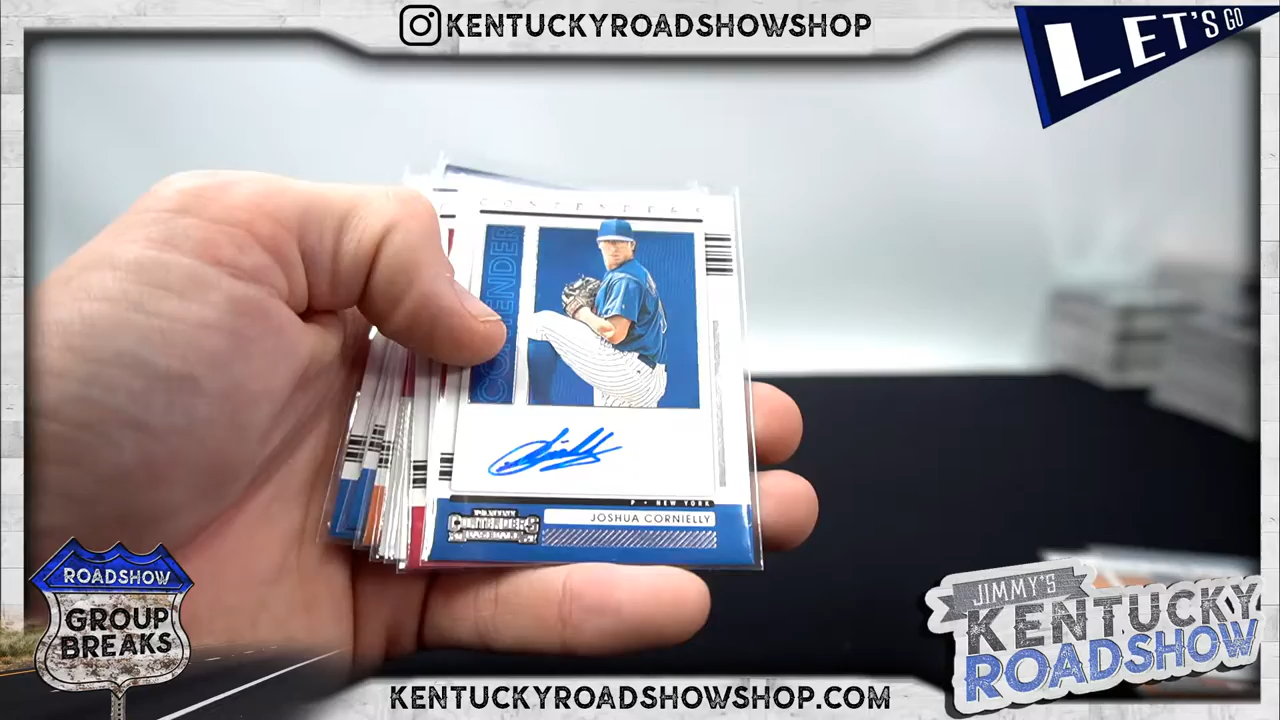 KENTUCKYROADSHOWSHOP
LET'S GO
CONTENDERS
CONTENDER
P • NEW YORK
JOSHUA CORNIELLY
PANINI
CONTENDERS
BASEBALL
ROADSHOW
GROUP
BREAKS
JIMMY'S
KENTUCKY
ROADSHOW
KENTUCKYROADSHOWSHOP.COM